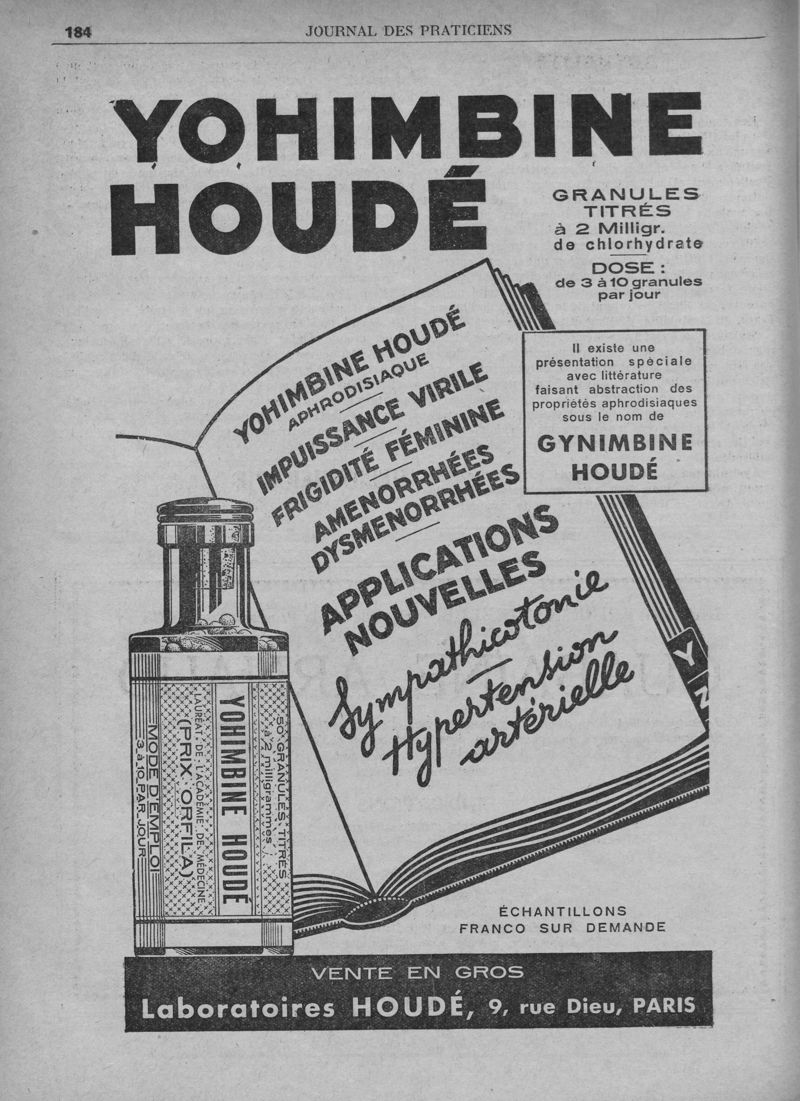 184
JOURNAL DES PRATICIENS
YOHIMBINE
HOUDÉ
GRANULES
TITRÉS
à 2 Milligr.
de chlorhydrate
DOSE :
de 3 à 10 granules
par jour
Il existe une
présentation spéciale
avec littérature
faisant abstraction des
propriétés aphrodisiaques
sous le nom de
GYNIMBINE
HOUDÉ
YOHIMBINE HOUDÉ
APHRODISIAQUE
IMPUISSANCE VIRILE
FRIGIDITÉ FÉMININE
AMENORRHÉES
DYSMENORRHÉES
APPLICATIONS
NOUVELLES
Sympathicotonie
Hypertension
artérielle
Y
Z
50 GRANULES TITRÉS
à 2 milligrammes
YOHIMBINE HOUDÉ
LAURÉAT DE L'ACADÉMIE DE MÉDECINE
(PRIX ORFILA)
MODE D'EMPLOI
3 à 10 PAR JOUR
ÉCHANTILLONS
FRANCO SUR DEMANDE
VENTE EN GROS
Laboratoires HOUDÉ, 9, rue Dieu, PARIS